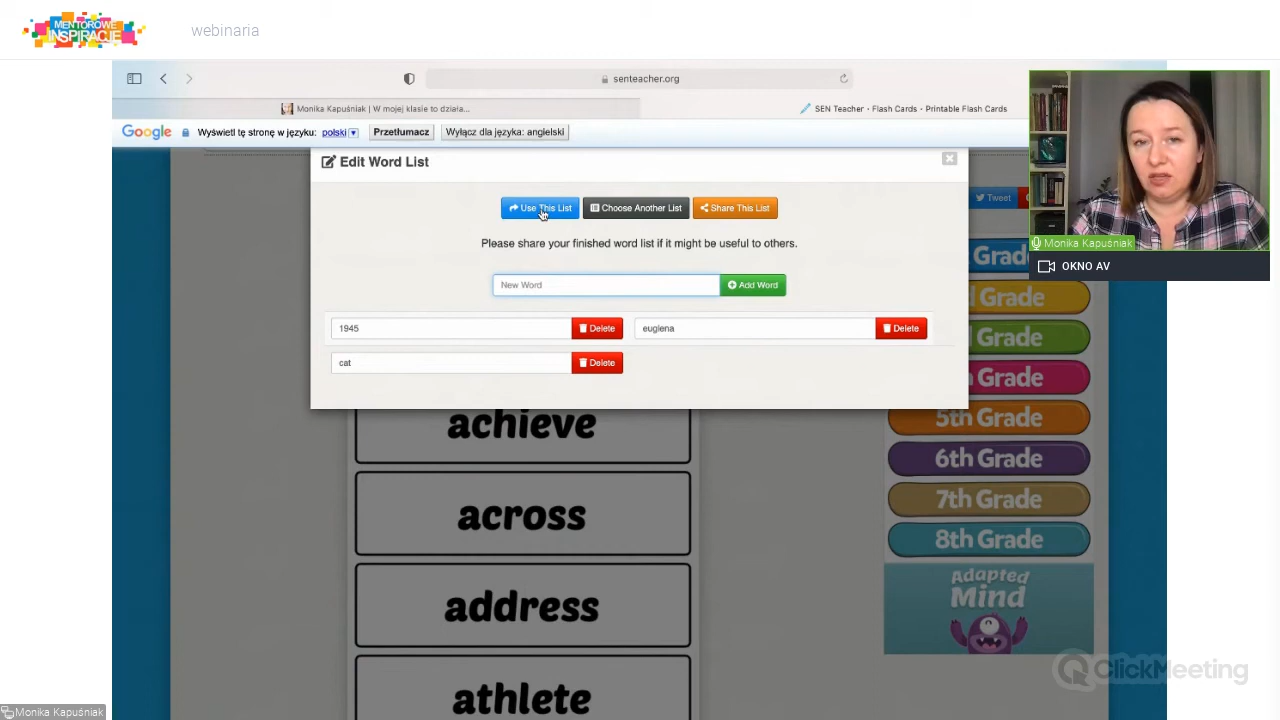 MENTOROWE
INSPIRACJE
webinaria
senteacher.org
Monika Kapuśniak | W mojej klasie to działa...
SEN Teacher - Flash Cards - Printable Flash Cards
Google
Wyświetl tę stronę w języku: polski
Przetłumacz
Wyłącz dla języka: angielski
Edit Word List
Use This List
Choose Another List
Share This List
Tweet
Please share your finished word list if it might be useful to others.
Monika Kapuśniak
OKNO AV
New Word
Add Word
1945
Delete
euglena
Delete
cat
Delete
Grade
d Grade
Grade
Grade
5th Grade
6th Grade
7th Grade
8th Grade
Adapted
Mind
achieve
across
address
athlete
ClickMeeting
Monika Kapuśniak